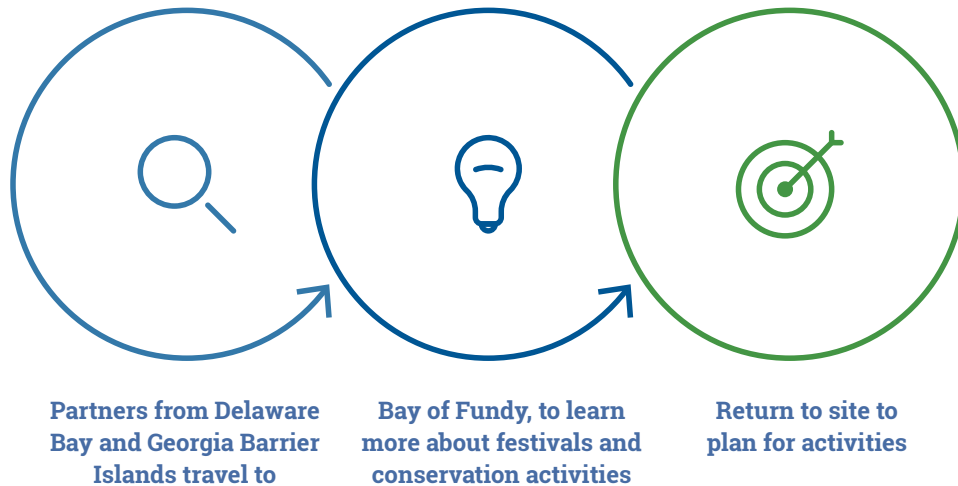 Partners from Delaware
Bay and Georgia Barrier
Islands travel to
Bay of Fundy, to learn
more about festivals and
conservation activities
Return to site to
plan for activities